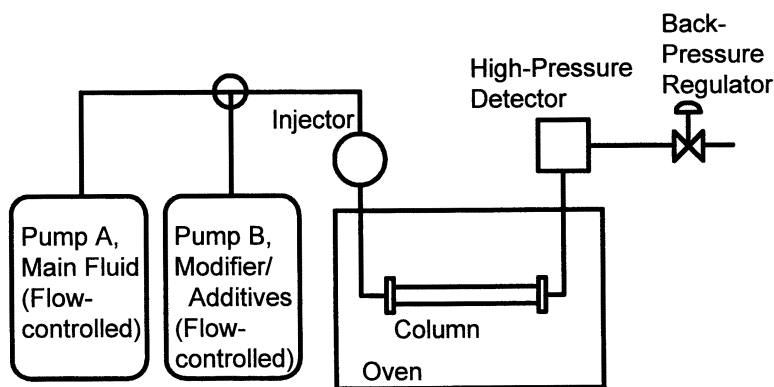 Pump A,
Main Fluid
(Flow-
controlled)
Pump B,
Modifier/
Additives
(Flow-
controlled)
Injector
Column
Oven
High-Pressure
Detector
Back-
Pressure
Regulator